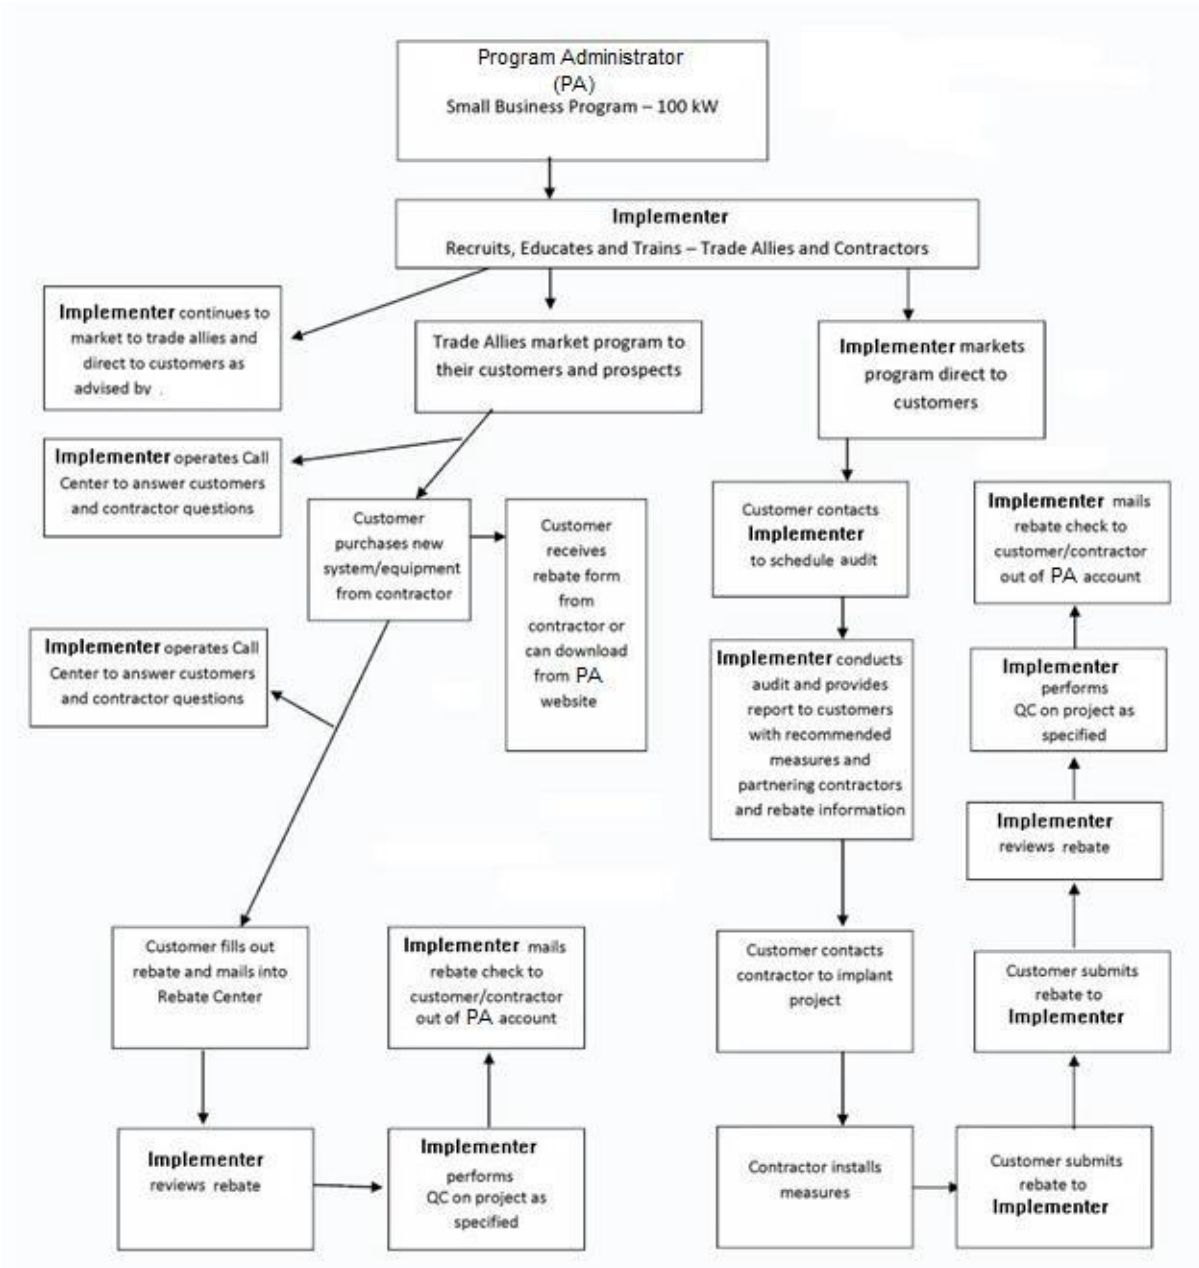 Program Administrator
(PA)
Small Business Program – 100 kW
Implementer
Recruits, Educates and Trains – Trade Allies and Contractors
Implementer continues to
market to trade allies and
direct to customers as
advised by .
Trade Allies market program to
their customers and prospects
Implementer markets
program direct to
customers
Implementer operates Call
Center to answer customers
and contractor questions
Customer
purchases new
system/equipment
from contractor
Customer
receives
rebate form
from
contractor or
can download
from PA
website
Customer contacts
Implementer
to schedule audit
Implementer mails
rebate check to
customer/contractor
out of PA account
Implementer operates Call
Center to answer customers
and contractor questions
Implementer conducts
audit and provides
report to customers
with recommended
measures and
partnering contractors
and rebate information
Implementer
performs
QC on project as
specified
Implementer
reviews rebate
Customer fills out
rebate and mails into
Rebate Center
Implementer mails
rebate check to
customer/contractor
out of PA account
Customer contacts
contractor to implant
project
Customer submits
rebate to
Implementer
Implementer
reviews rebate
Implementer
performs
QC on project as
specified
Contractor installs
measures
Customer submits
rebate to
Implementer